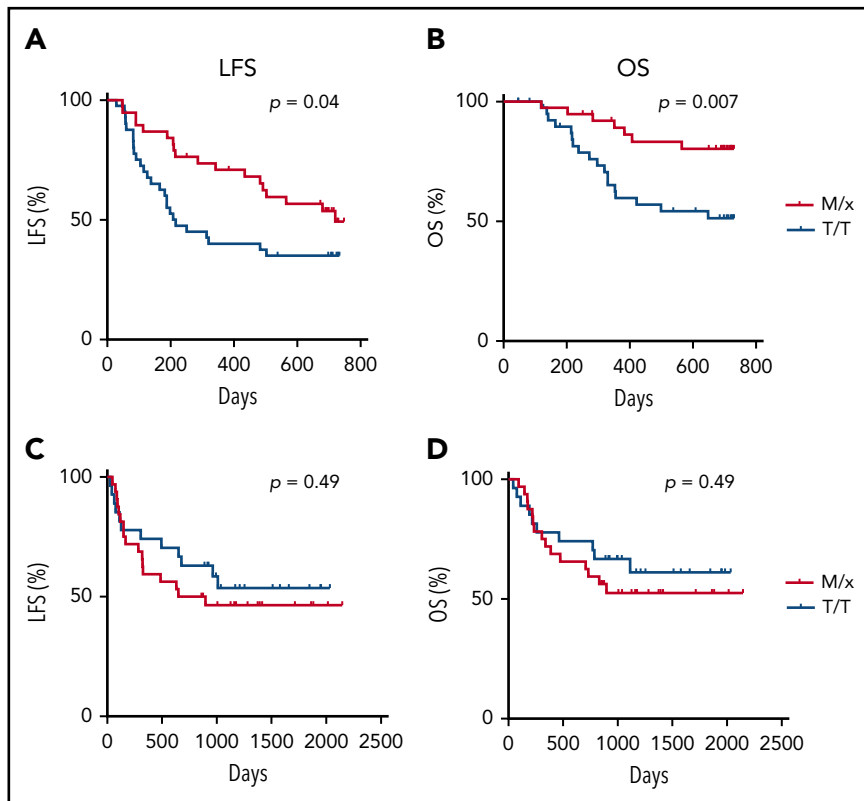 A
B
LFS
OS
p = 0.04
p = 0.007
100
50
0
LFS (%)
0 200 400 600 800
Days
100
50
0
OS (%)
0 200 400 600 800
Days
M/x
T/T
C
D
p = 0.49
p = 0.49
100
50
0
LFS (%)
0 500 1000 1500 2000 2500
Days
100
50
0
OS (%)
0 500 1000 1500 2000 2500
Days
M/x
T/T